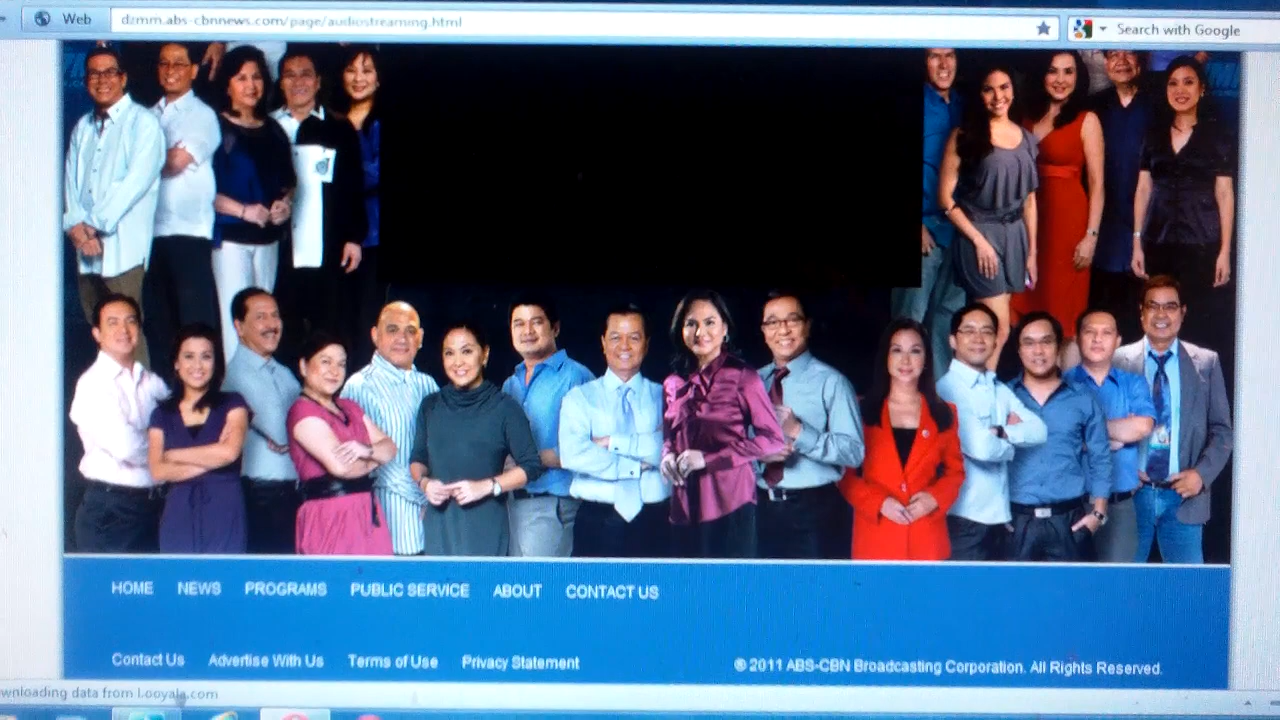 Web
dzmm.abs-cbnnews.com/page/audiostreaming.html
Search with Google
HOME NEWS PROGRAMS PUBLIC SERVICE ABOUT CONTACT US
Contact Us Advertise With Us Terms of Use Privacy Statement
© 2011 ABS-CBN Broadcasting Corporation. All Rights Reserved.
wnloading data from l.ooyala.com